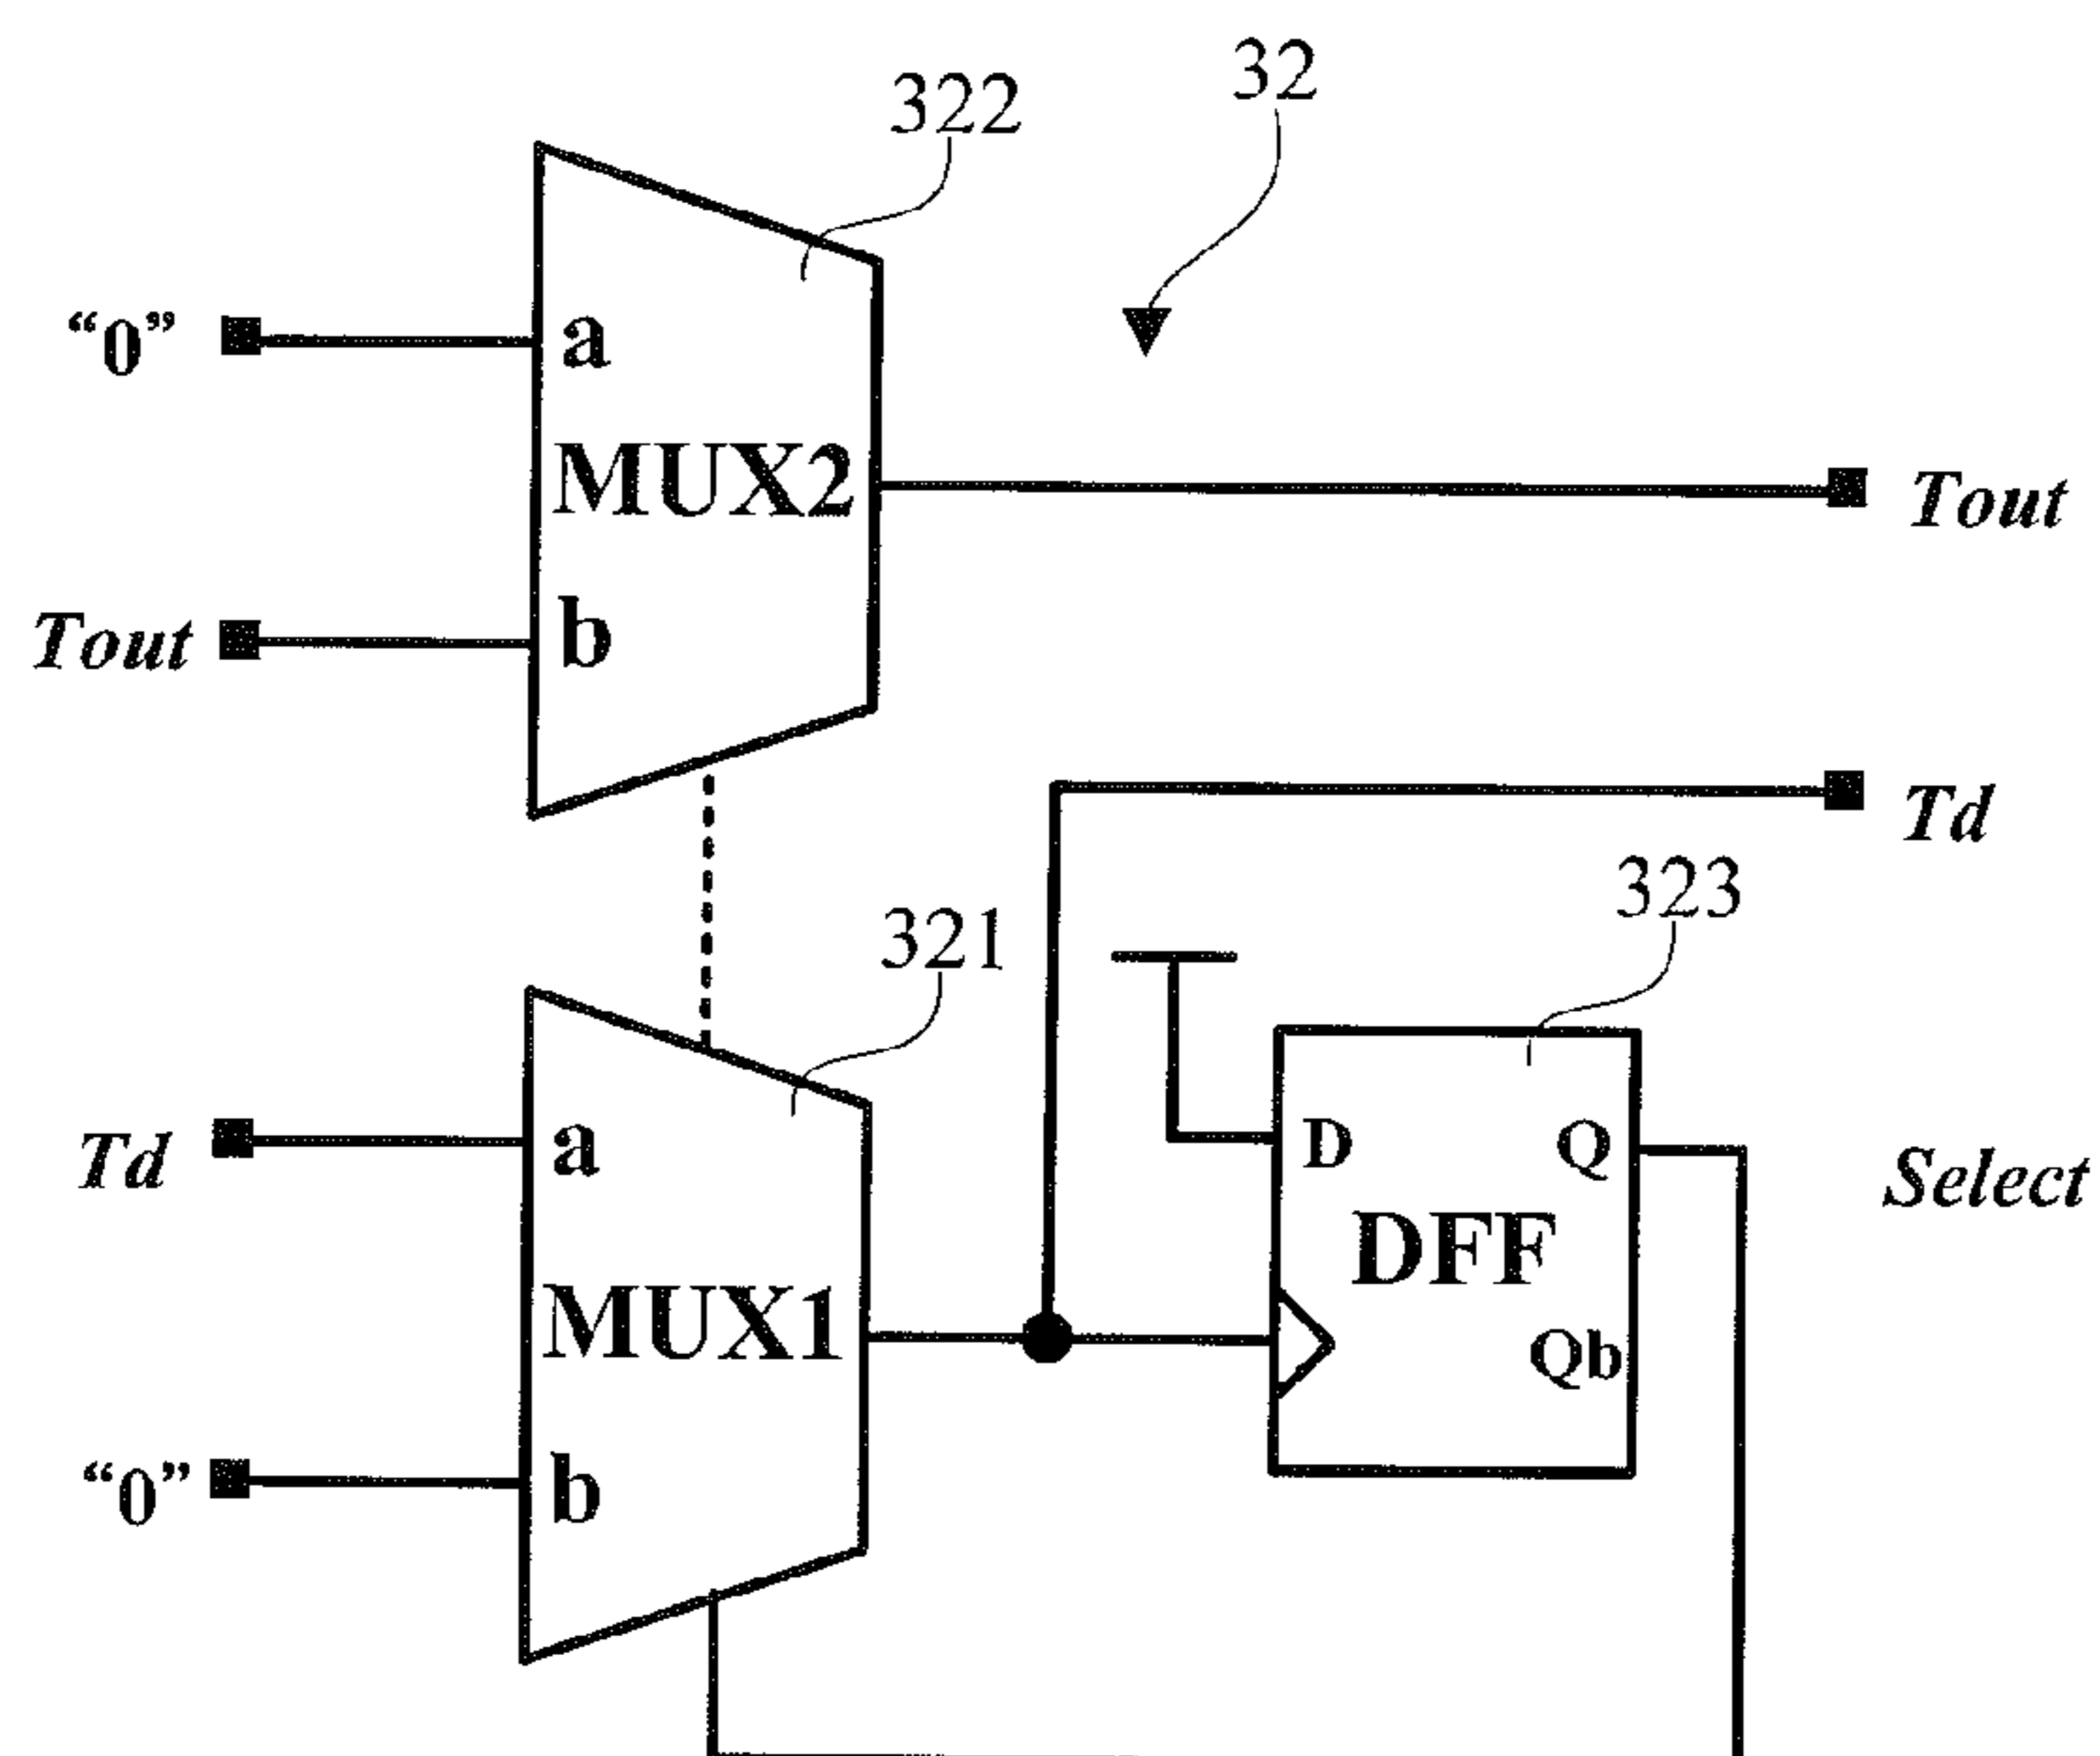 322
32
“0”
a
MUX2
Tout
Tout
b
Td
323
321
Td
a
D
Q
Select
DFF
MUX1
Qb
“0”
b